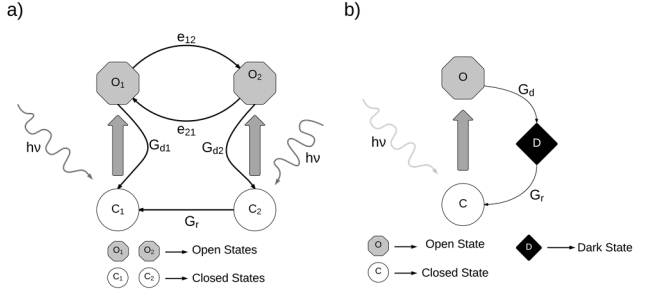 a)
e12
O1
O2
e21
hν
Gd1
Gd2
hν
C1
C2
Gr
O1
O2
Open States
C1
C2
Closed States
b)
O
Gd
hν
D
Gr
C
O
Open State
D
Dark State
C
Closed State